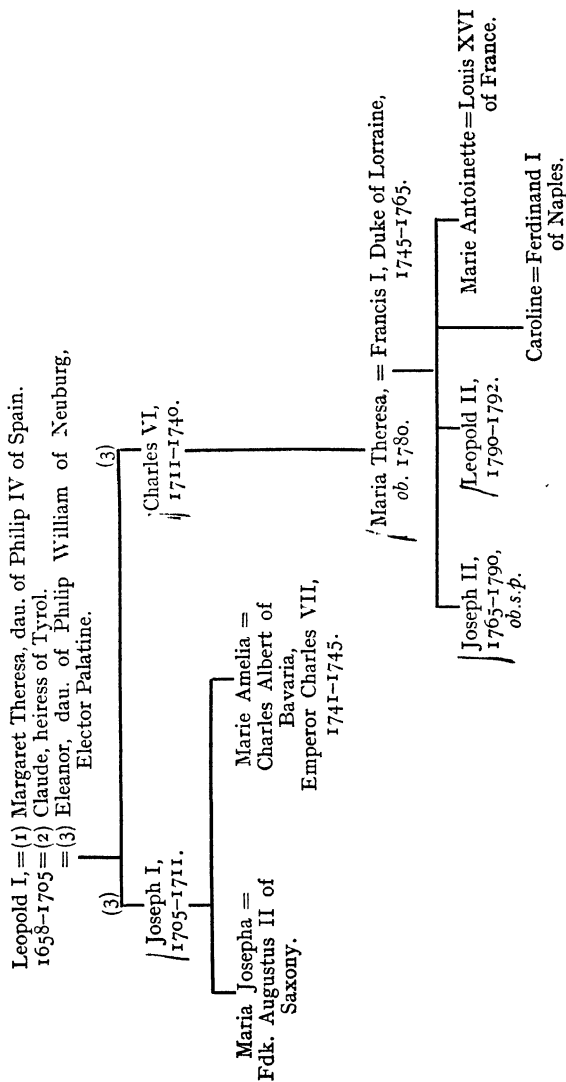 Leopold I, =(1) Margaret Theresa, dau. of Philip IV of Spain.
1658–1705=(2) Claude, heiress of Tyrol.
=(3) Eleanor, dau. of Philip William of Neuburg,
Elector Palatine.
(3)
(3)
Joseph I,
1705–1711.
Charles VI,
1711–1740.
Maria Josepha =
Fdk. Augustus II of
Saxony.
Marie Amelia =
Charles Albert of
Bavaria,
Emperor Charles VII,
1741–1745.
Maria Theresa, = Francis I, Duke of Lorraine,
ob. 1780.
1745–1765.
Joseph II,
1765–1790,
ob.s.p.
Leopold II,
1790–1792.
Marie Antoinette=Louis XVI
of France.
Caroline=Ferdinand I
of Naples.